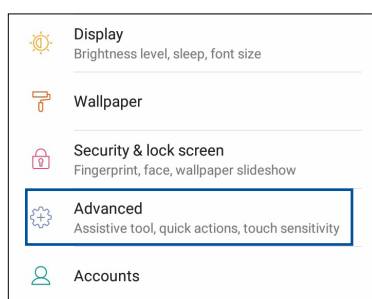 Display
Brightness level, sleep, font size
Wallpaper
Security & lock screen
Fingerprint, face, wallpaper slideshow
Advanced
Assistive tool, quick actions, touch sensitivity
Accounts